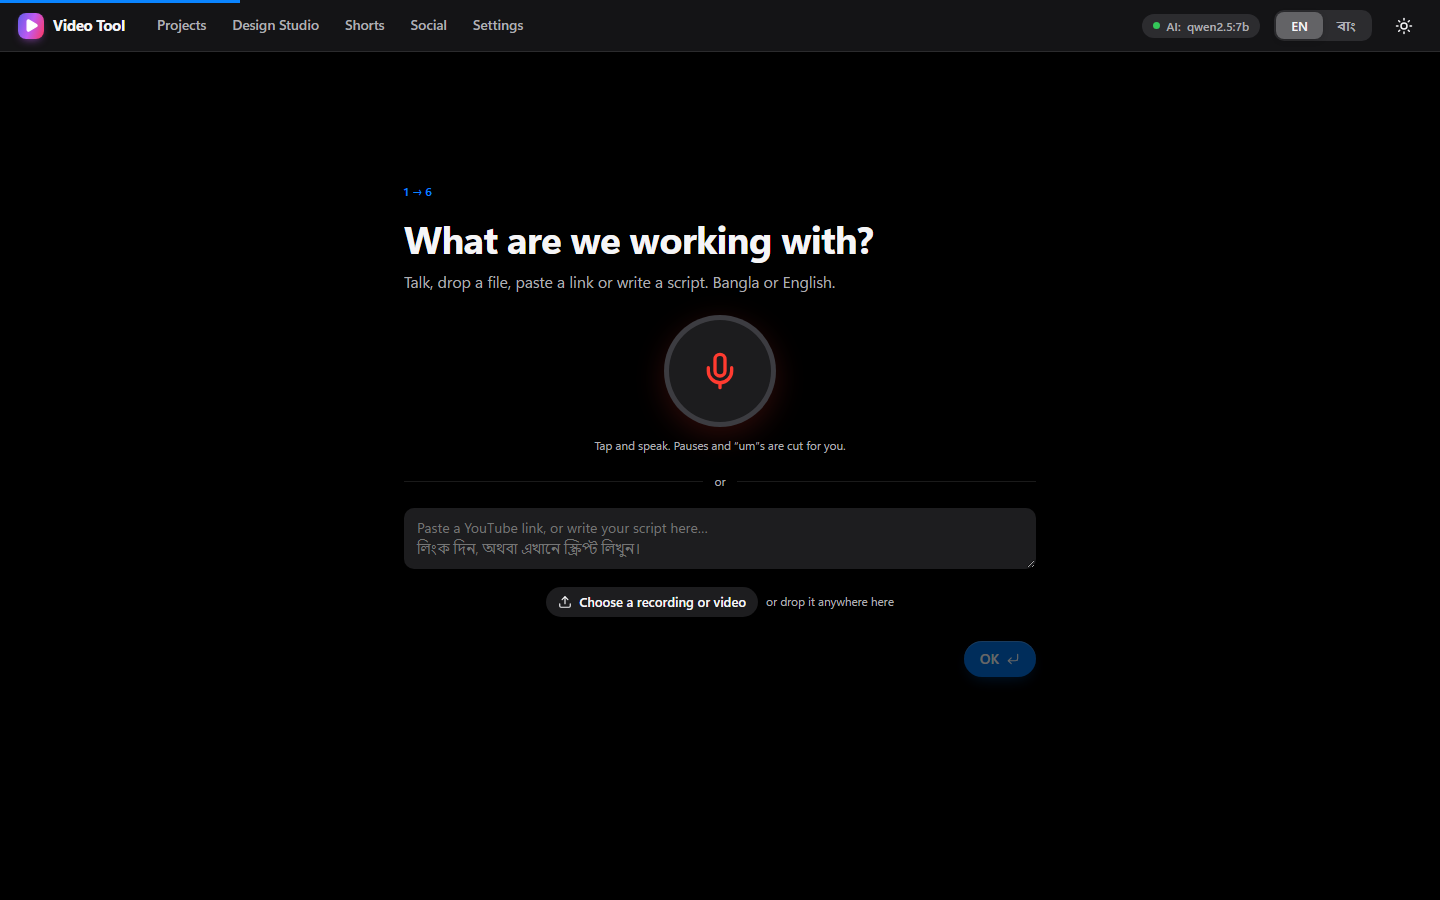 Video Tool
Projects
Design Studio
Shorts
Social
Settings
AI: qwen2.5:7b
EN
বাং
1 → 6
What are we working with?
Talk, drop a file, paste a link or write a script. Bangla or English.
Tap and speak. Pauses and “um”s are cut for you.
or
Paste a YouTube link, or write your script here...
লিংক দিন, অথবা এখানে স্ক্রিপ্ট লিখুন।
Choose a recording or video
or drop it anywhere here
OK